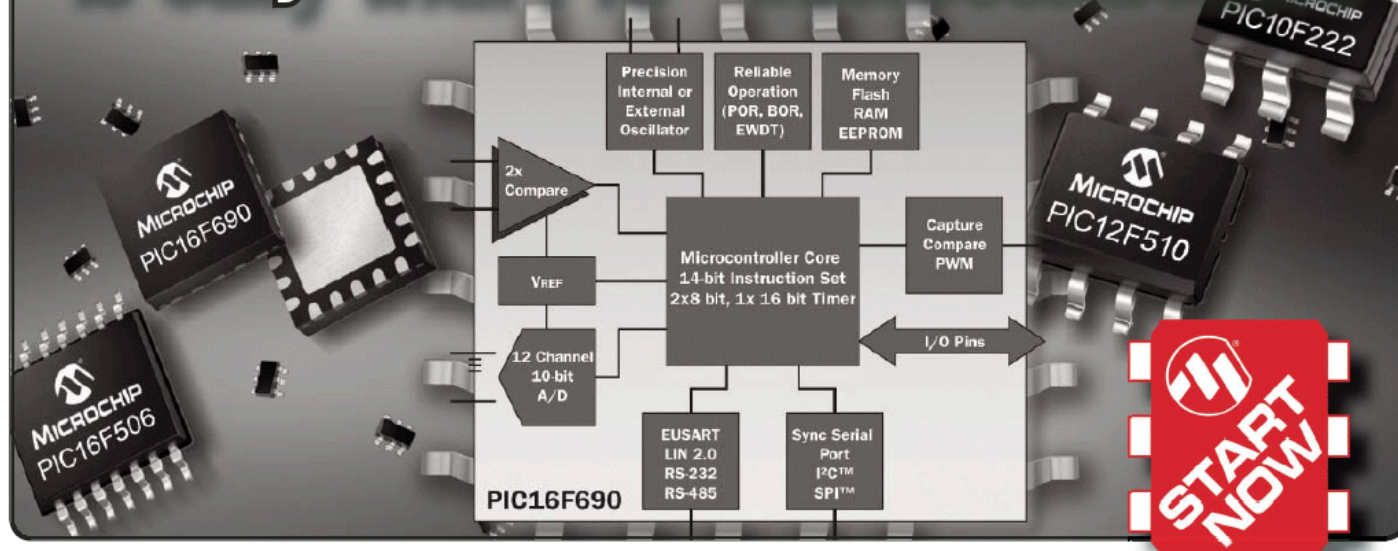 MICROCHIP
PIC10F222
Precision
Internal or
External
Oscillator
Reliable
Operation
(POR, BOR,
EWDT)
Memory
Flash
RAM
EEPROM
2x
Compare
MICROCHIP
PIC16F690
MICROCHIP
PIC12F510
Capture
Compare
PWM
Microcontroller Core
14-bit Instruction Set
2x8 bit, 1x 16 bit Timer
VREF
I/O Pins
12 Channel
10-bit
A/D
MICROCHIP
PIC16F506
EUSART
LIN 2.0
RS-232
RS-485
Sync Serial
Port
I²C™
SPI™
PIC16F690
®
START
NOW